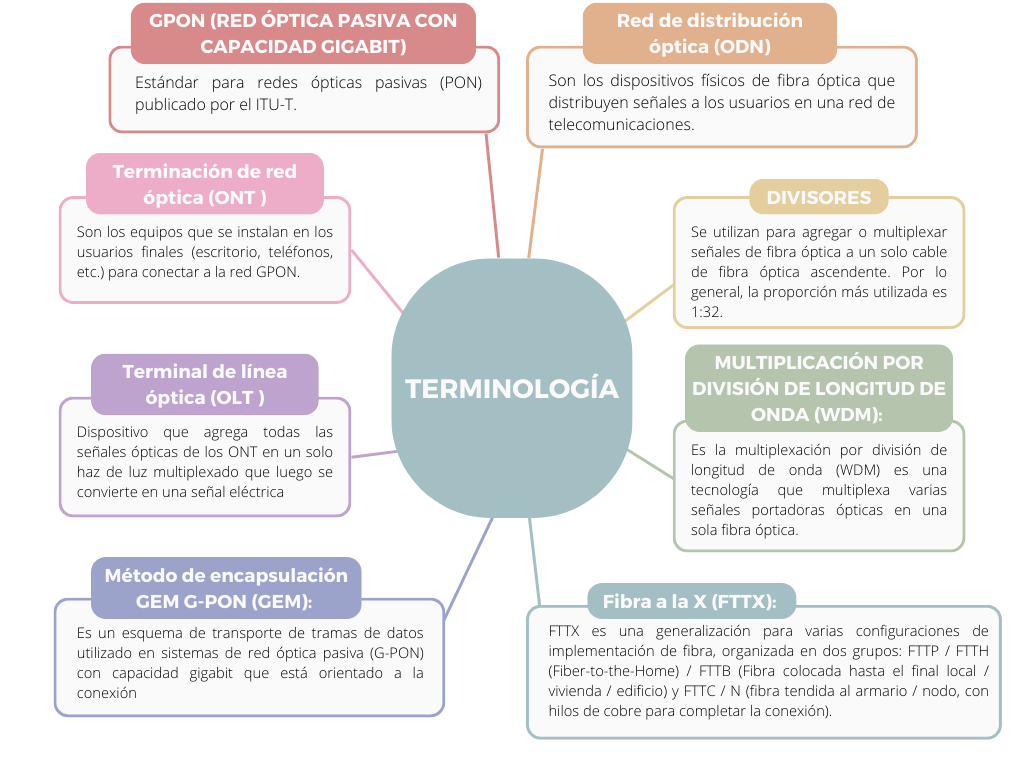 GPON (RED ÓPTICA PASIVA CON
CAPACIDAD GIGABIT)
Estándar para redes ópticas pasivas (PON)
publicado por el ITU-T.
Red de distribución
óptica (ODN)
Son los dispositivos físicos de fibra óptica que
distribuyen señales a los usuarios en una red de
telecomunicaciones.
Terminación de red
óptica (ONT )
Son los equipos que se instalan en los
usuarios finales (escritorio, teléfonos,
etc.) para conectar a la red GPON.
DIVISORES
Se utilizan para agregar o multiplexar
señales de fibra óptica a un solo cable
de fibra óptica ascendente. Por lo
general, la proporción más utilizada es
1:32.
TERMINOLOGÍA
Terminal de línea
óptica (OLT )
Dispositivo que agrega todas las
señales ópticas de los ONT en un solo
haz de luz multiplexado que luego se
convierte en una señal eléctrica
MULTIPLICACIÓN POR
DIVISIÓN DE LONGITUD DE
ONDA (WDM):
Es la multiplexación por división de
longitud de onda (WDM) es una
tecnología que multiplexa varias
señales portadoras ópticas en una
sola fibra óptica.
Método de encapsulación
GEM G-PON (GEM):
Es un esquema de transporte de tramas de datos
utilizado en sistemas de red óptica pasiva (G-PON)
con capacidad gigabit que está orientado a la
conexión
Fibra a la X (FTTX):
FTTX es una generalización para varias configuraciones de
implementación de fibra, organizada en dos grupos: FTTP / FTTH
(Fiber-to-the-Home) / FTTB (Fibra colocada hasta el final local /
vivienda / edificio) y FTTC / N (fibra tendida al armario / nodo, con
hilos de cobre para completar la conexión).